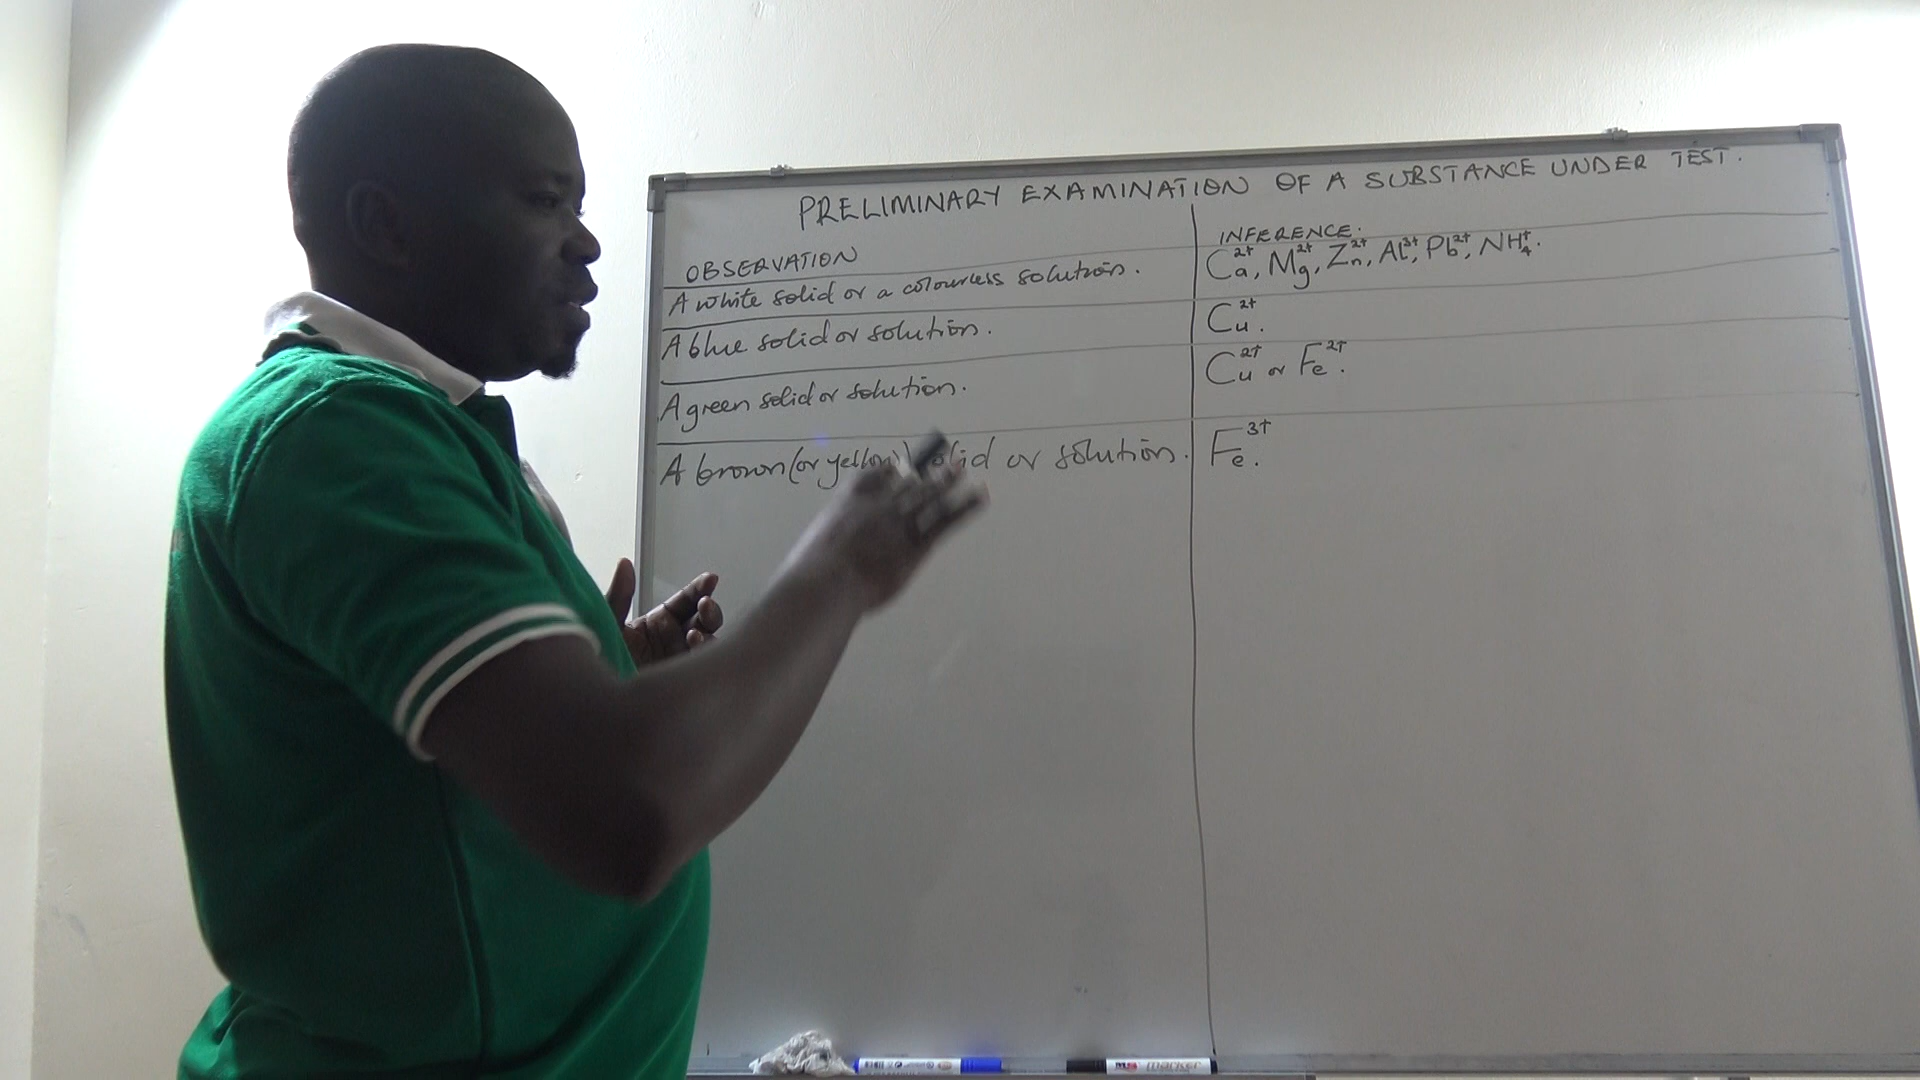 PRELIMINARY EXAMINATION OF A SUBSTANCE UNDER TEST.
OBSERVATION
INFERENCE.
A white solid or a colourless solution.
Ca²⁺, Mg²⁺, Zn²⁺, Al³⁺, Pb²⁺, NH₄⁺.
A blue solid or solution.
Cu²⁺.
A green solid or solution.
Cu²⁺ or Fe²⁺.
A brown (or yellow) solid or solution.
Fe³⁺.
marker